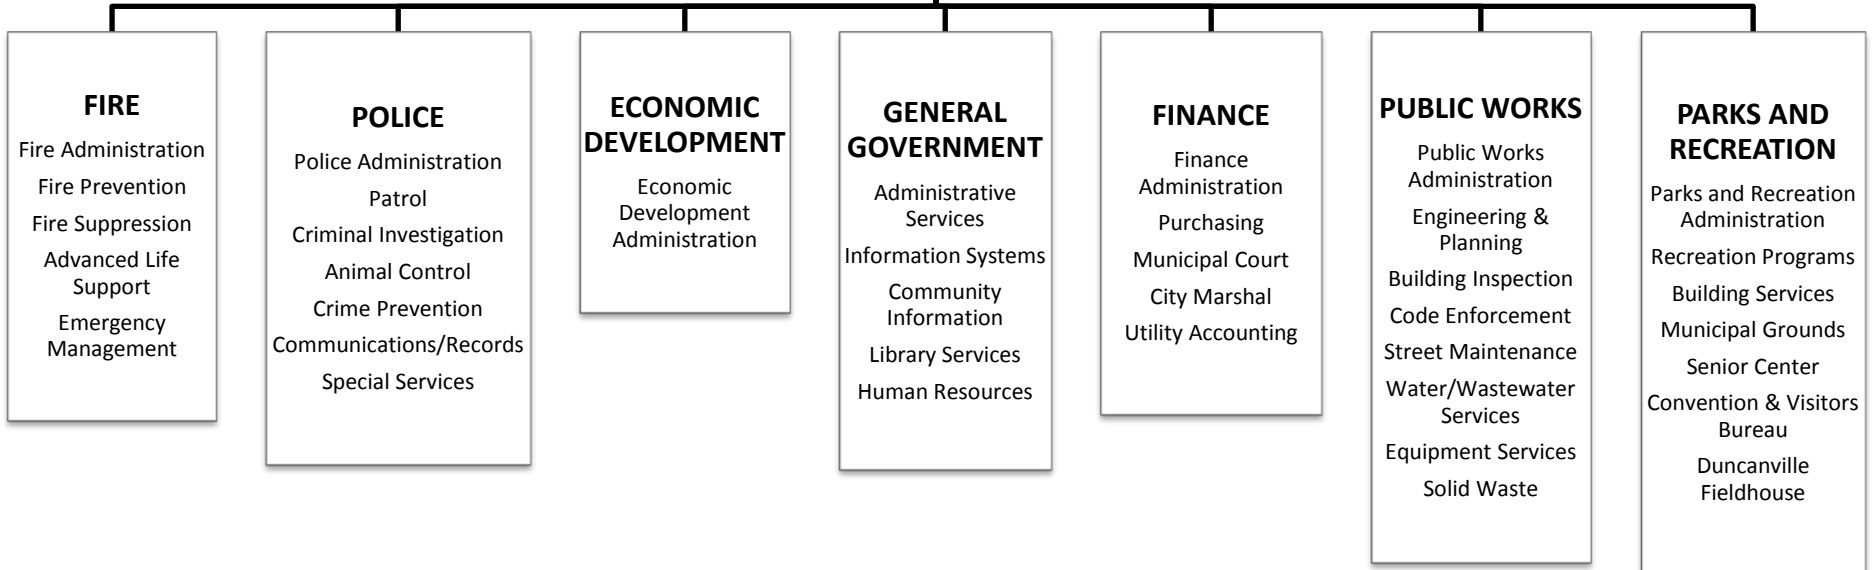 FIRE
Fire Administration
Fire Prevention
Fire Suppression
Advanced Life
Support
Emergency
Management
POLICE
Police Administration
Patrol
Criminal Investigation
Animal Control
Crime Prevention
Communications/Records
Special Services
ECONOMIC
DEVELOPMENT
Economic
Development
Administration
GENERAL
GOVERNMENT
Administrative
Services
Information Systems
Community
Information
Library Services
Human Resources
FINANCE
Finance
Administration
Purchasing
Municipal Court
City Marshal
Utility Accounting
PUBLIC WORKS
Public Works
Administration
Engineering &
Planning
Building Inspection
Code Enforcement
Street Maintenance
Water/Wastewater
Services
Equipment Services
Solid Waste
PARKS AND
RECREATION
Parks and Recreation
Administration
Recreation Programs
Building Services
Municipal Grounds
Senior Center
Convention & Visitors
Bureau
Duncanville
Fieldhouse